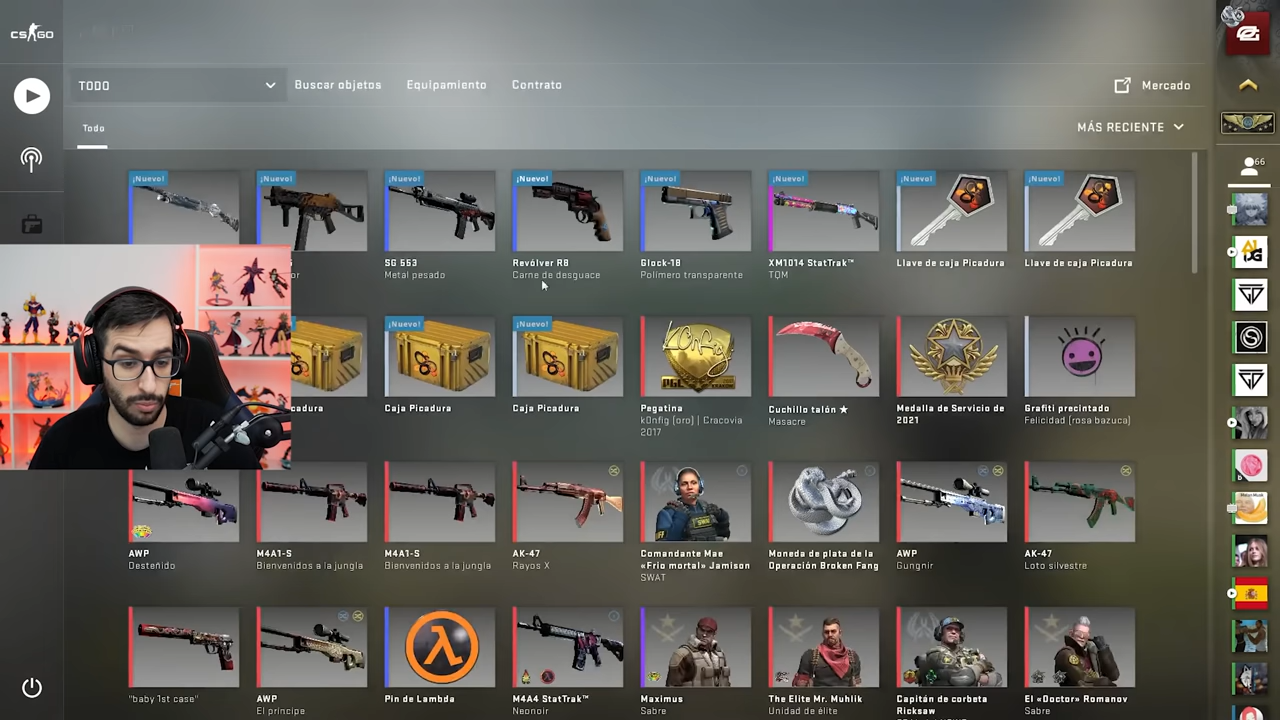 CS GO
TODO
Buscar objetos
Equipamiento
Contrato
Mercado
Todo
MÁS RECIENTE
66
¡Nuevo!
¡Nuevo!
¡Nuevo!
¡Nuevo!
¡Nuevo!
¡Nuevo!
¡Nuevo!
¡Nuevo!
SG 553
Metal pesado
Revólver R8
Carne de desguace
Glock-18
Polímero transparente
XM1014 StatTrak™
TQM
Llave de caja Picadura
Llave de caja Picadura
¡Nuevo!
¡Nuevo!
Caja Picadura
Caja Picadura
Pegatina
k0nfig (oro) | Cracovia
2017
Cuchillo talón ★
Masacre
Medalla de Servicio de
2021
Grafiti precintado
Felicidad (rosa bazuca)
AWP
Desteñido
M4A1-S
Bienvenidos a la jungla
M4A1-S
Bienvenidos a la jungla
AK-47
Rayos X
Comandante Mae
«Frío mortal» Jamison
SWAT
Moneda de plata de la
Operación Broken Fang
AWP
Gungnir
AK-47
Loto silvestre
"baby 1st case"
AWP
El príncipe
Pin de Lambda
M4A4 StatTrak™
Neonoir
Maximus
Sabre
The Elite Mr. Muhlik
Unidad de élite
Capitán de corbeta
Ricksaw
El «Doctor» Romanov
Sabre